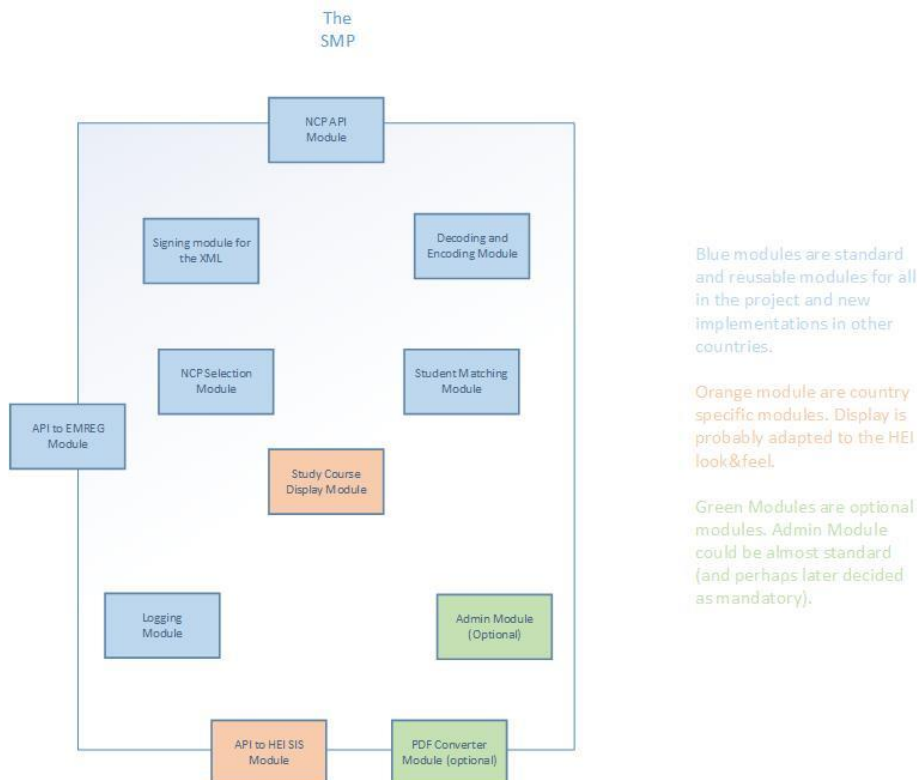 The
SMP
NCP API
Module
Signing module for
the XML
Decoding and
Encoding Module
NCP Selection
Module
Student Matching
Module
API to EMREG
Module
Study Course
Display Module
Logging
Module
Admin Module
(Optional)
API to HEI SIS
Module
PDF Converter
Module (optional)
Blue modules are standard
and reusable modules for all
in the project and new
implementations in other
countries.
Orange module are country
specific modules. Display is
probably adapted to the HEI
look&feel.
Green Modules are optional
modules. Admin Module
could be almost standard
(and perhaps later decided
as mandatory).